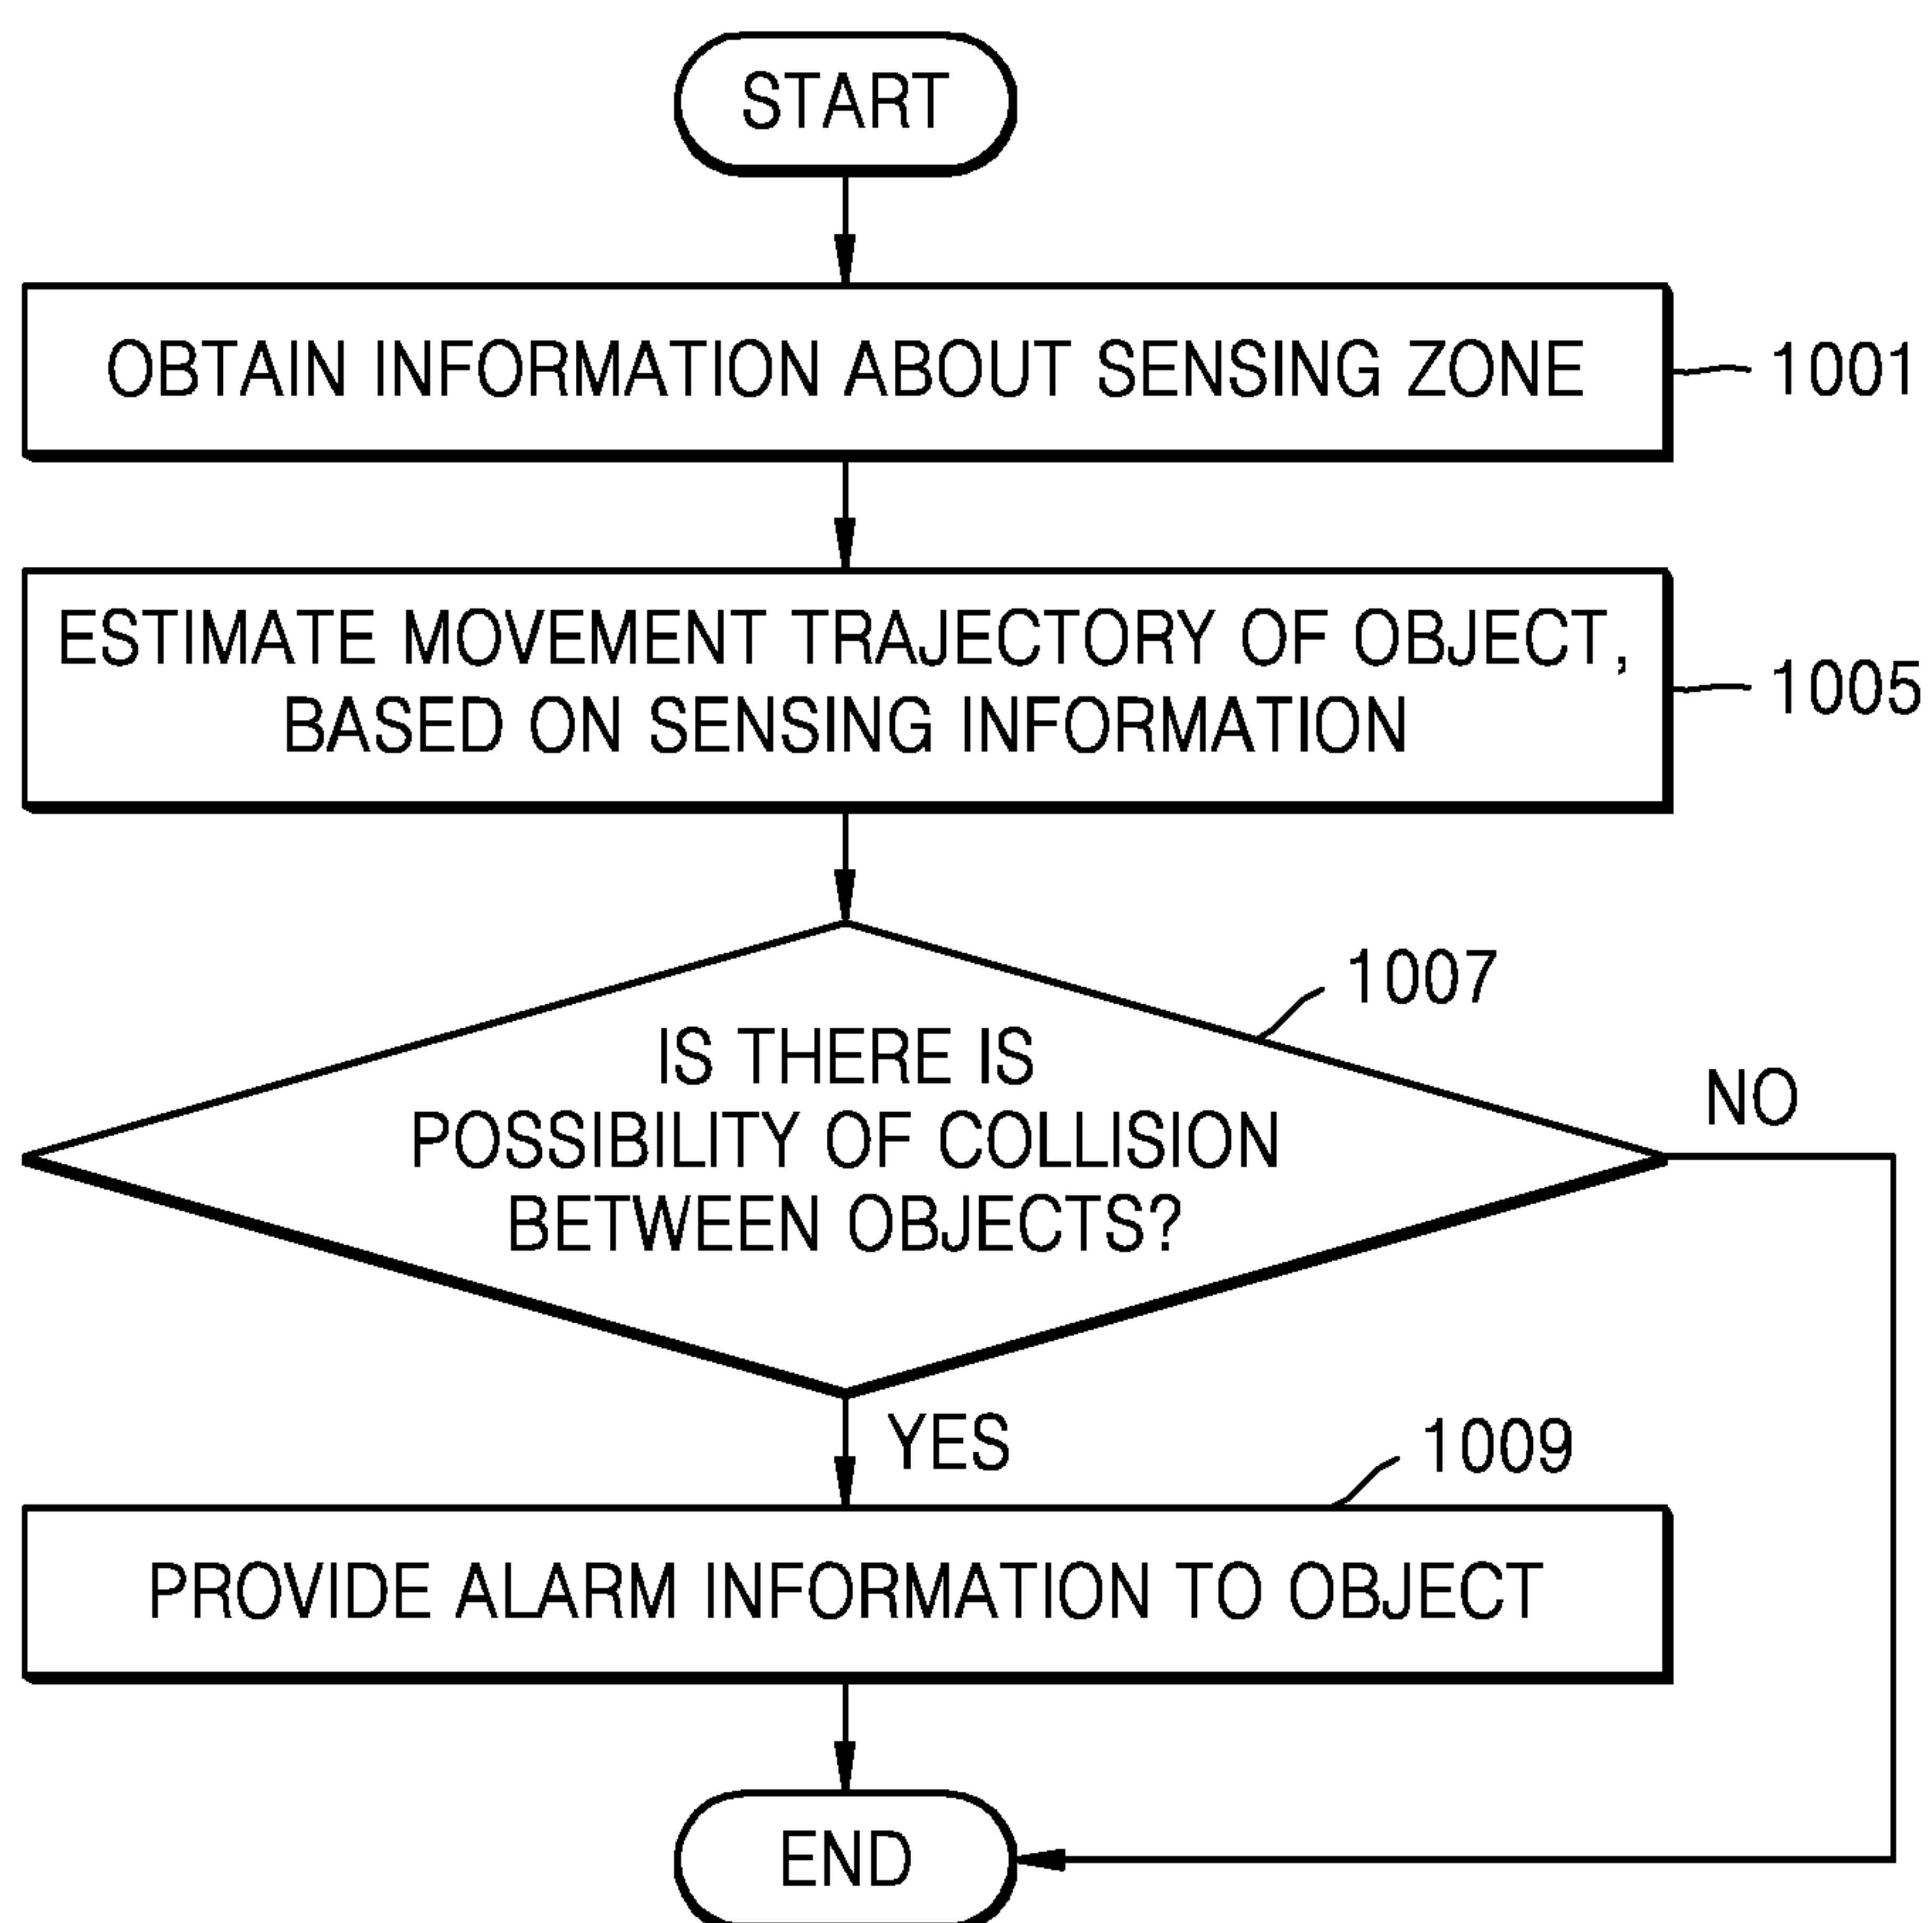 START
OBTAIN INFORMATION ABOUT SENSING ZONE
1001
ESTIMATE MOVEMENT TRAJECTORY OF OBJECT,
BASED ON SENSING INFORMATION
1005
1007
IS THERE IS
POSSIBILITY OF COLLISION
BETWEEN OBJECTS?
NO
YES
1009
PROVIDE ALARM INFORMATION TO OBJECT
END